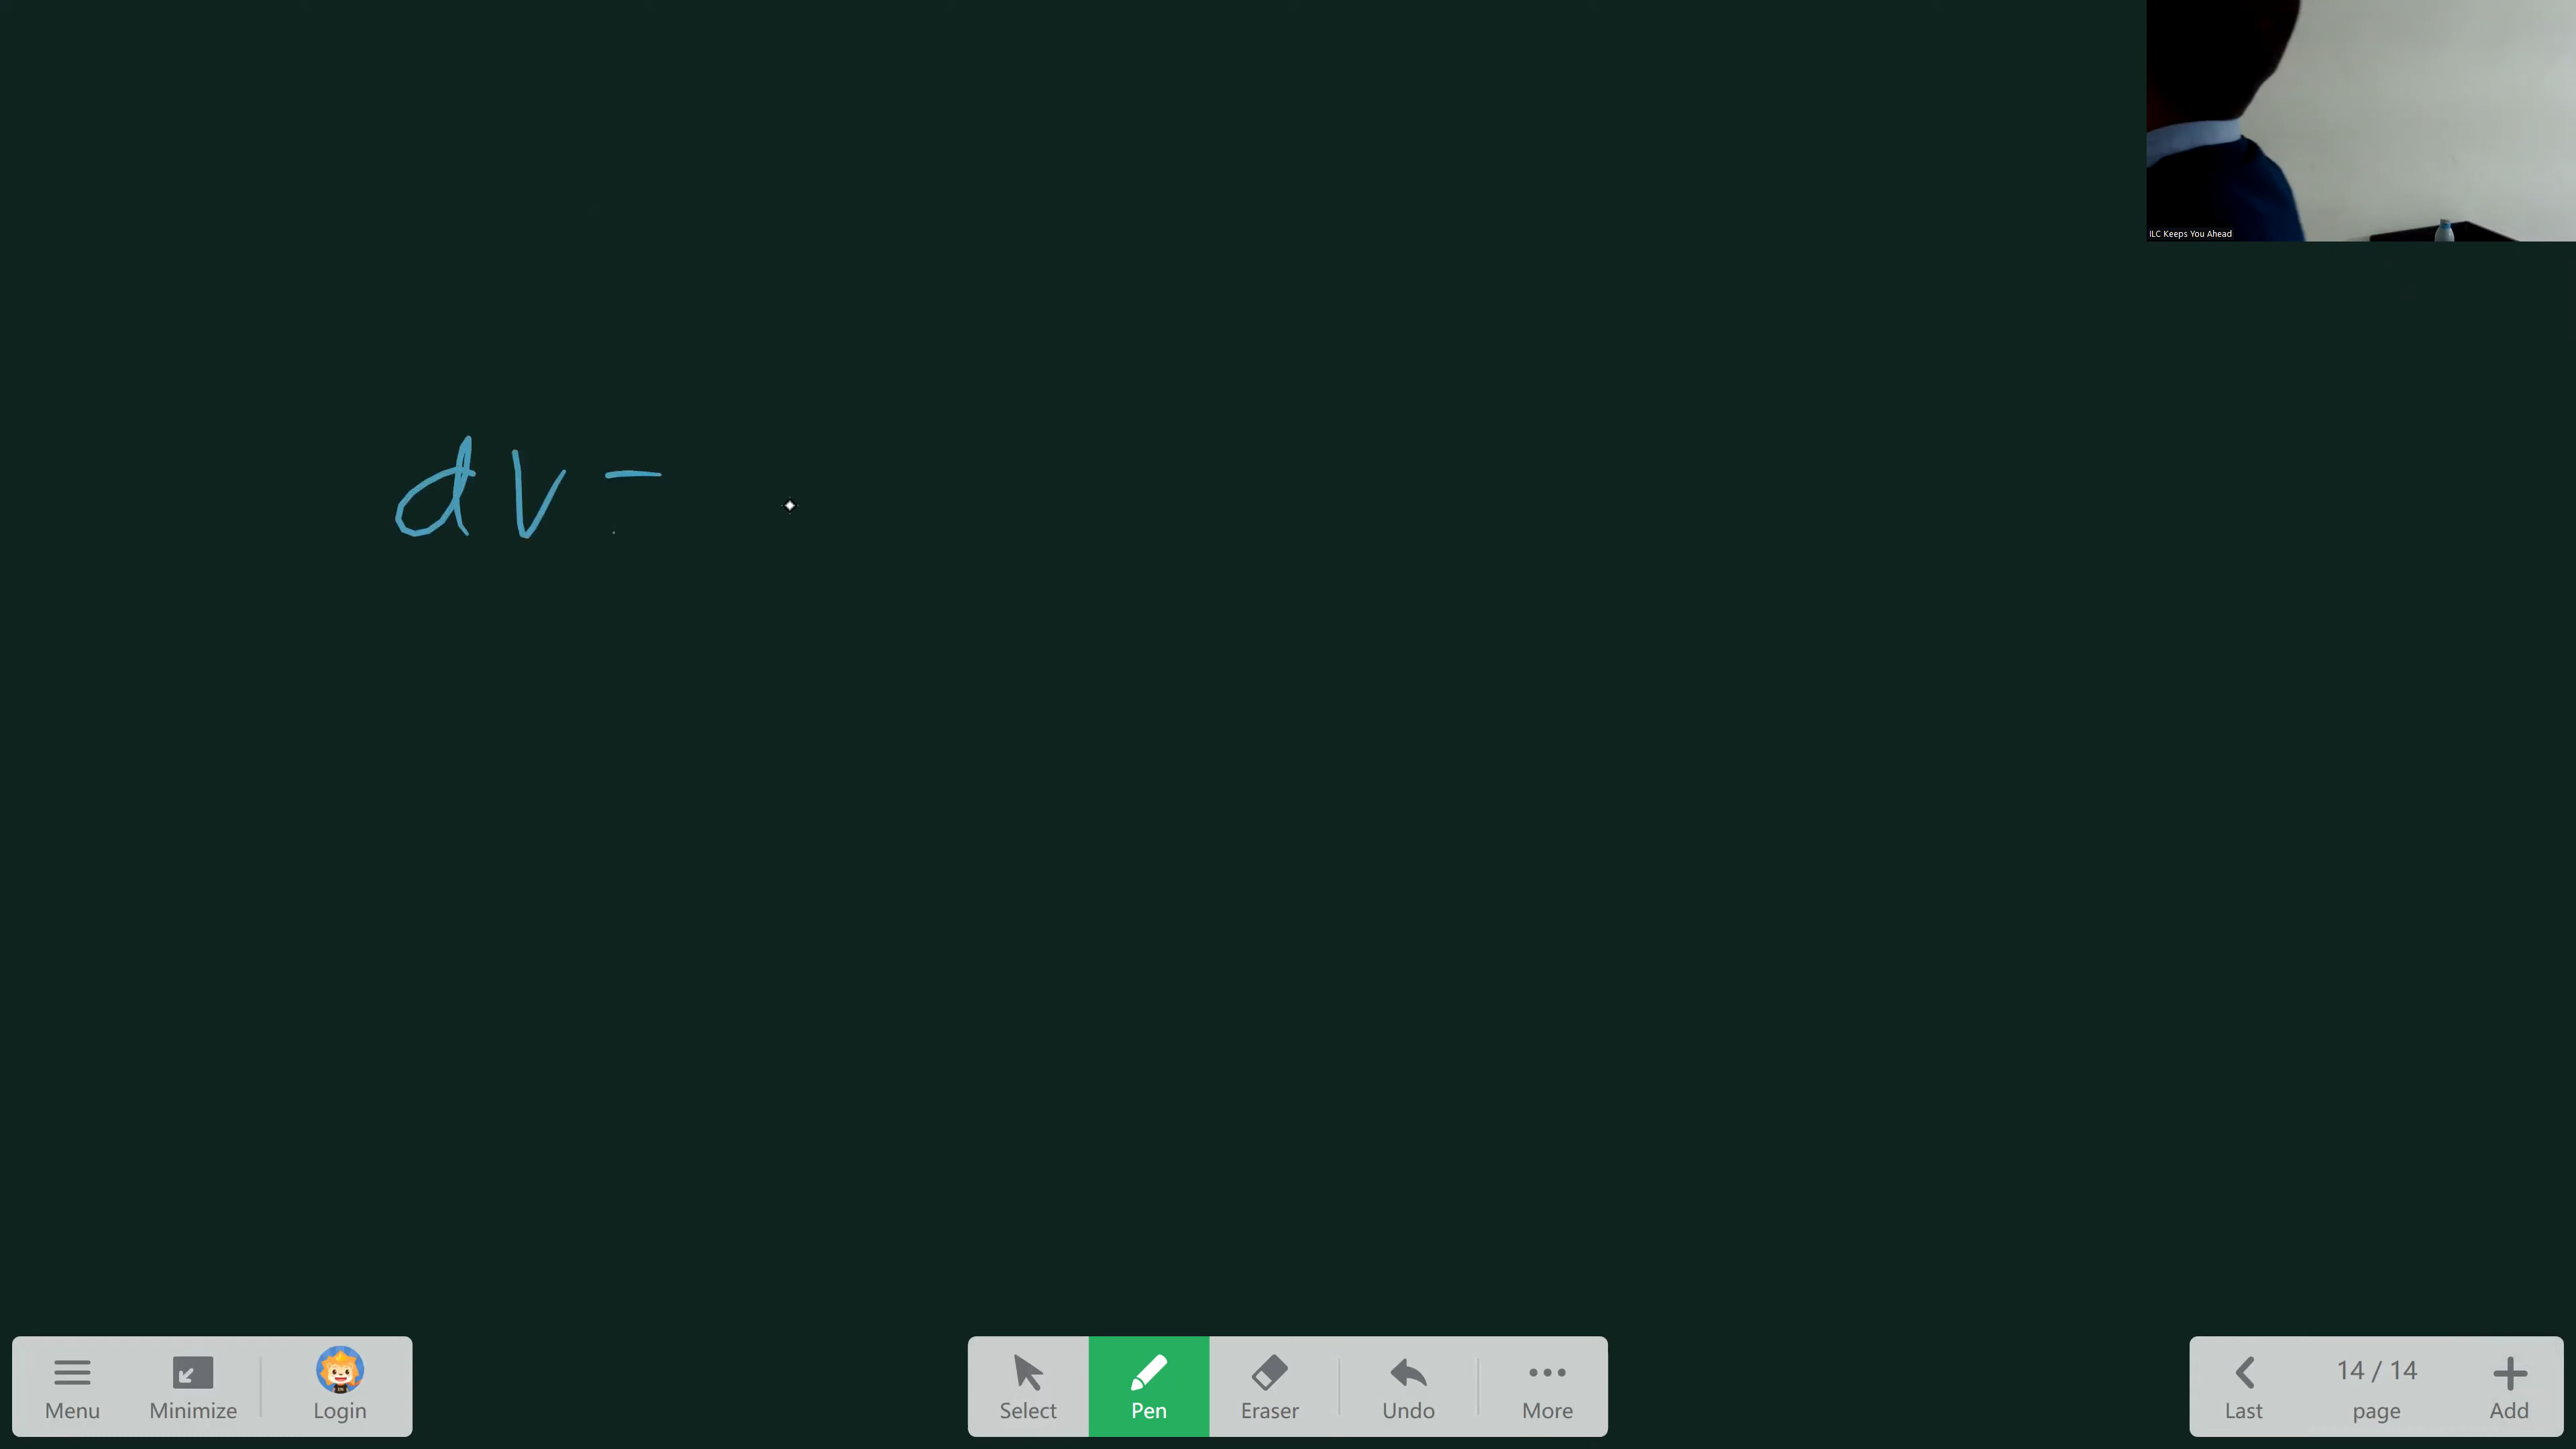 ILC Keeps You Ahead
dv =
Menu Minimize Login Select Pen Eraser Undo More Last 14 / 14 page Add